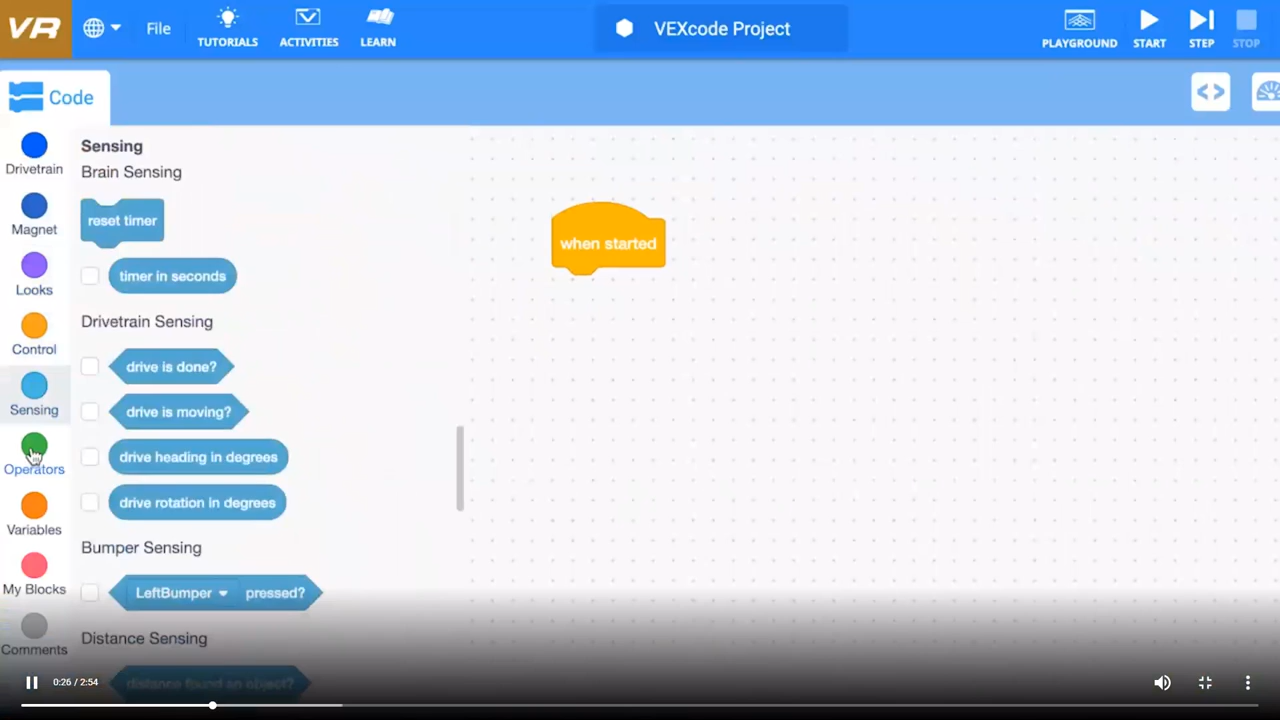 VR
File
TUTORIALS
ACTIVITIES
LEARN
VEXcode Project
PLAYGROUND
START
STEP
STOP
Code
Drivetrain
Magnet
Looks
Control
Sensing
Operators
Variables
My Blocks
Comments
Sensing
Brain Sensing
reset timer
timer in seconds
Drivetrain Sensing
drive is done?
drive is moving?
drive heading in degrees
drive rotation in degrees
Bumper Sensing
LeftBumper pressed?
Distance Sensing
distance found an object?
when started
0:26 / 2:54